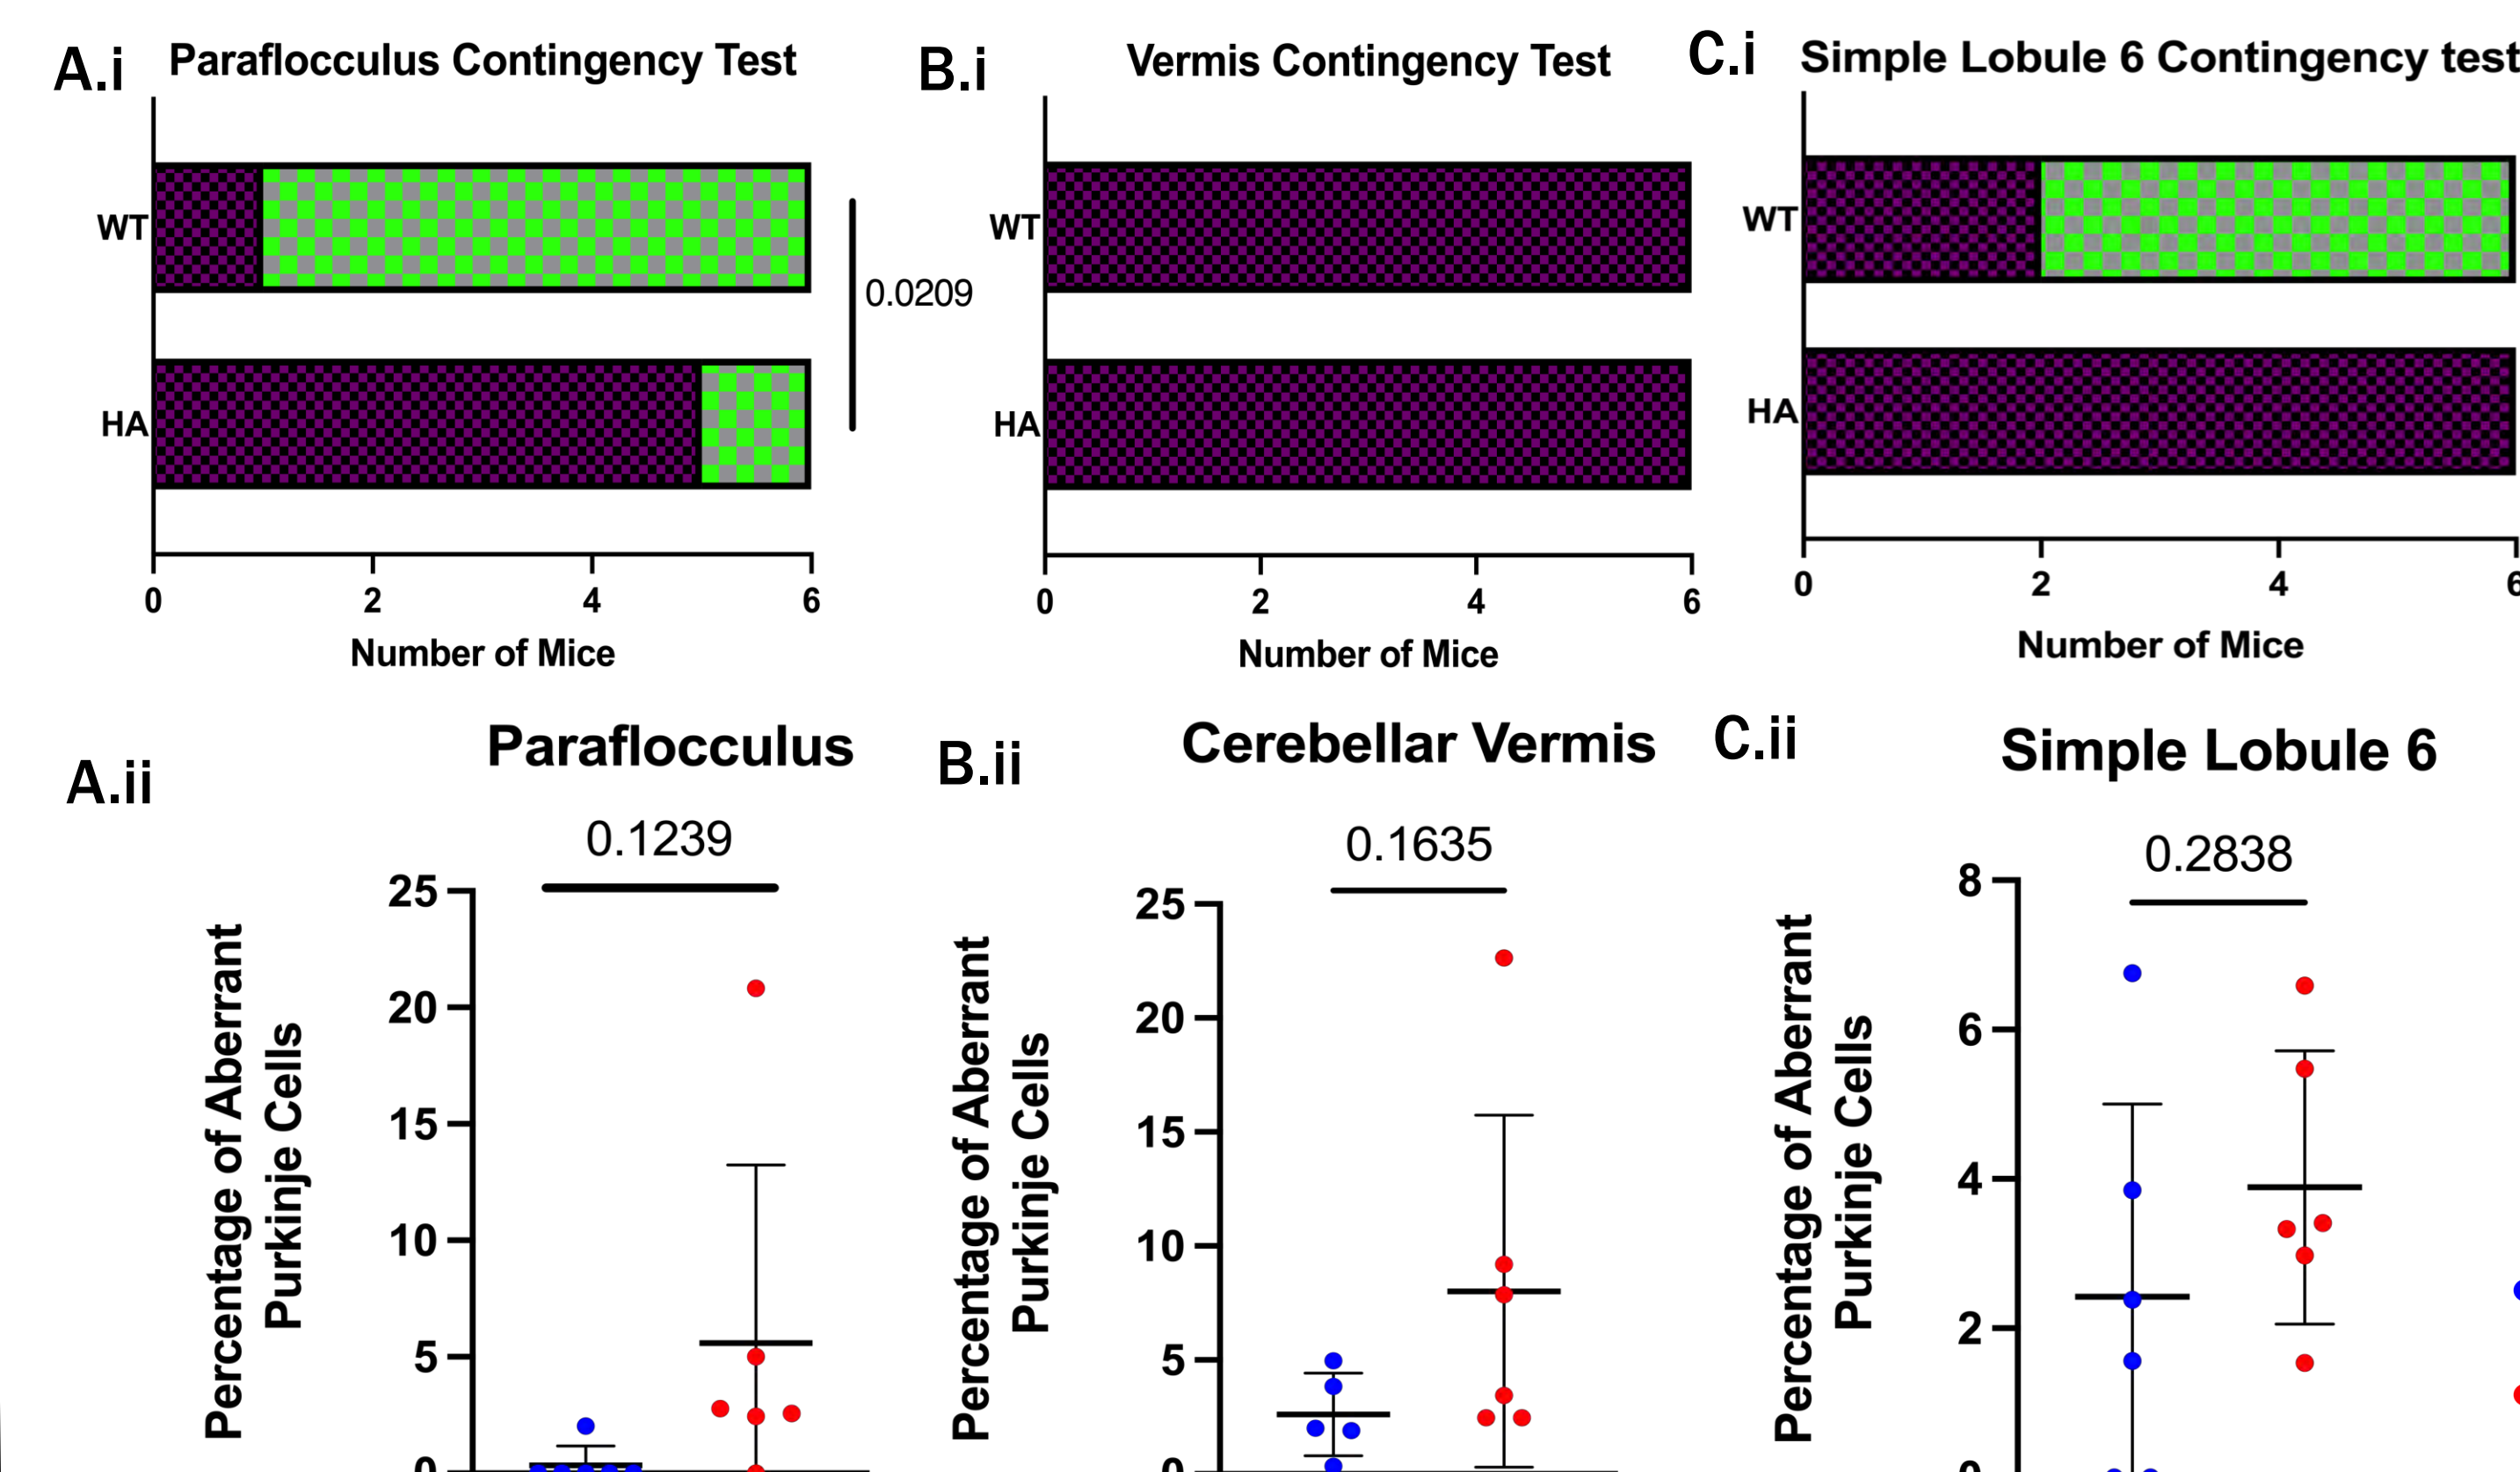 A.i
Paraflocculus Contingency Test
WT
HA
0.0209
0 2 4 6
Number of Mice
B.i
Vermis Contingency Test
WT
HA
0 2 4 6
Number of Mice
C.i
Simple Lobule 6 Contingency test
WT
HA
0 2 4 6
Number of Mice
A.ii
Paraflocculus
0.1239
Percentage of Aberrant
Purkinje Cells
25
20
15
10
5
0
B.ii
Cerebellar Vermis
0.1635
Percentage of Aberrant
Purkinje Cells
25
20
15
10
5
0
C.ii
Simple Lobule 6
0.2838
Percentage of Aberrant
Purkinje Cells
8
6
4
2
0